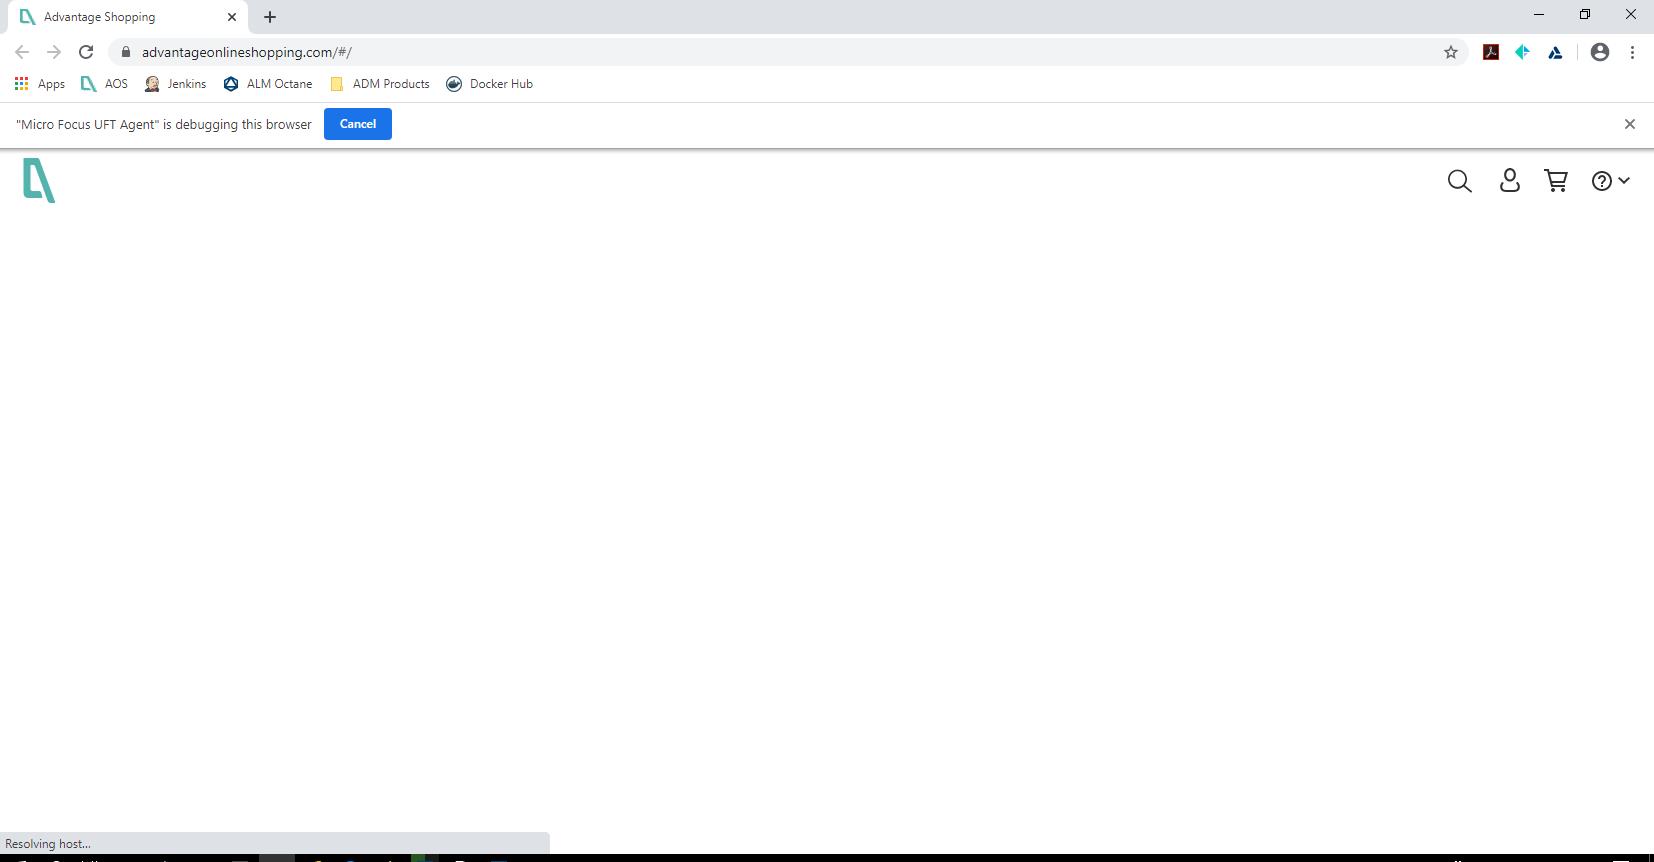 Advantage Shopping
advantageonlineshopping.com/#/
Apps AOS Jenkins ALM Octane ADM Products Docker Hub
"Micro Focus UFT Agent" is debugging this browser Cancel
Resolving host...